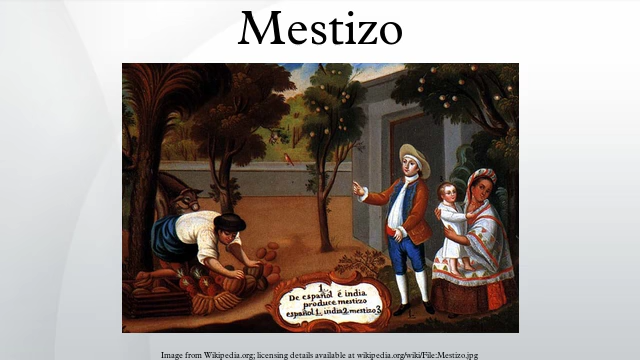 Mestizo
1.
De español é india
produce mestizo
español 1. india 2. mestizo 3.
Image from Wikipedia.org; licensing details available at wikipedia.org/wiki/File:Mestizo.jpg